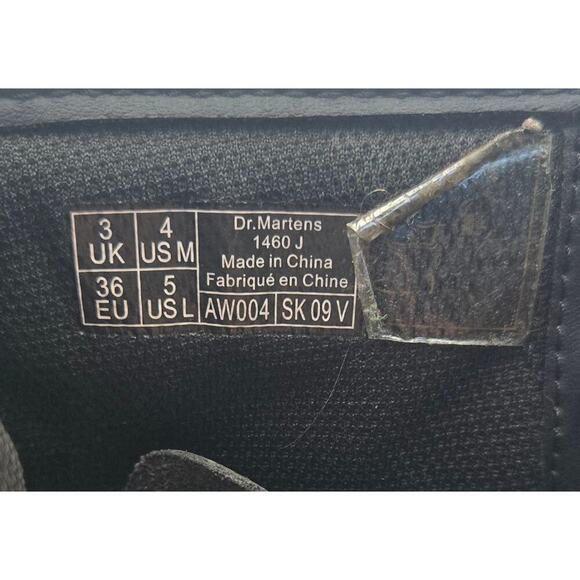 3 UK
4 US M
36 EU
5 US L
Dr.Martens
1460 J
Made in China
Fabriqué en Chine
AW004
SK 09 V